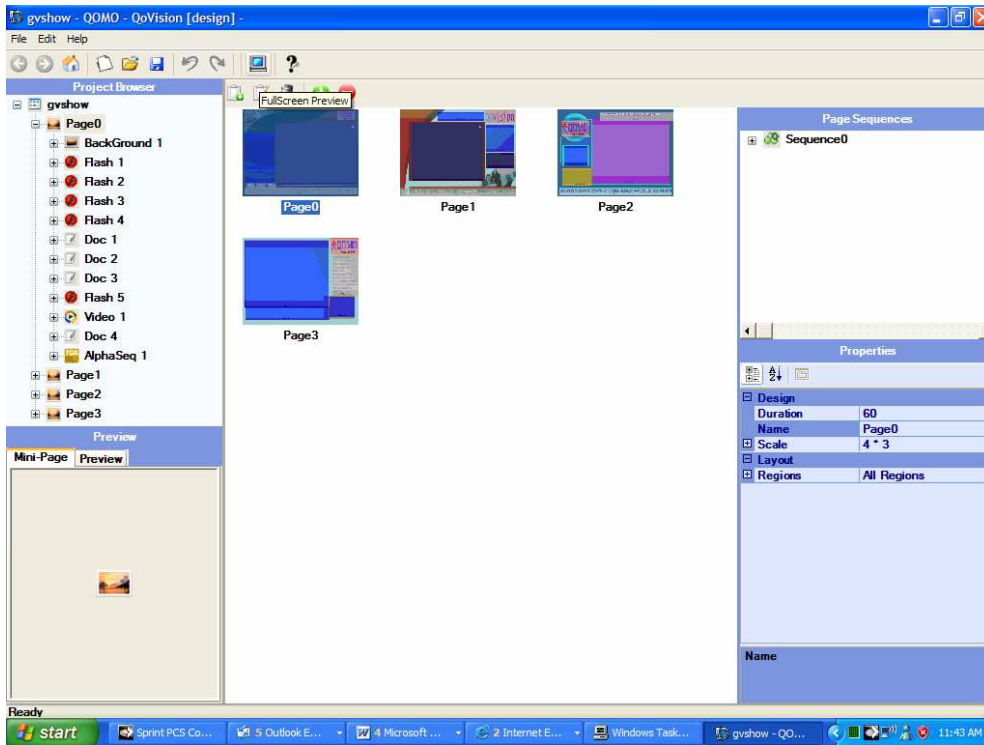 gvshow - QOMO - QoVision [design] -
File Edit Help
Project Browser
FullScreen Preview
gvshow
Page0
BackGround 1
Flash 1
Flash 2
Flash 3
Flash 4
Doc 1
Doc 2
Doc 3
Flash 5
Video 1
Doc 4
AlphaSeq 1
Page1
Page2
Page3
Preview
Mini-Page Preview
Page0 Page1 Page2
Page3
Page Sequences
Sequence0
Properties
Design
Duration 60
Name Page0
Scale 4 * 3
Layout
Regions All Regions
Name
Ready
start Sprint PCS Co... 5 Outlook E... 4 Microsoft ... 2 Internet E... Windows Task... gvshow - QO... 11:43 AM